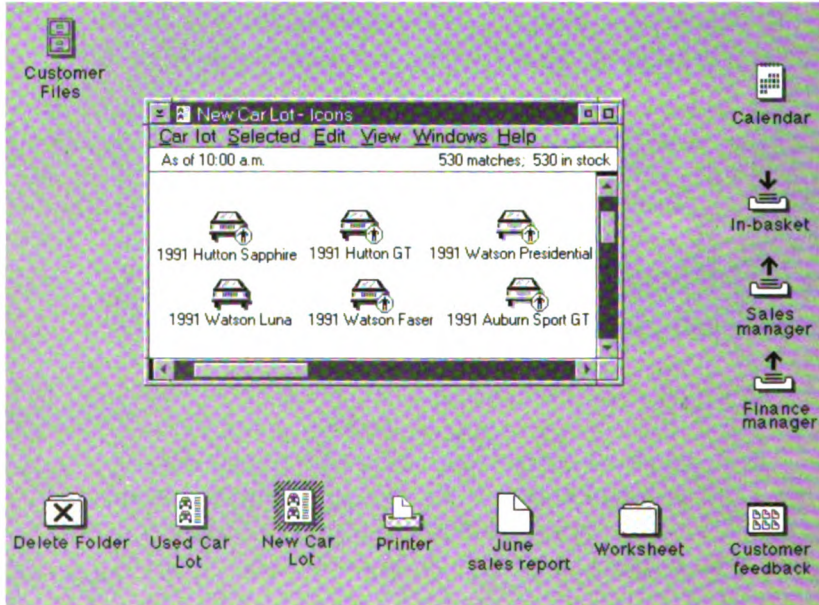 Customer
Files
New Car Lot - Icons
Car lot Selected Edit View Windows Help
As of 10:00 a.m. 530 matches; 530 in stock
1991 Hutton Sapphire 1991 Hutton GT 1991 Watson Presidential
1991 Watson Luna 1991 Watson Faser 1991 Auburn Sport GT
Calendar
In-basket
Sales
manager
Finance
manager
Delete Folder
Used Car
Lot
New Car
Lot
Printer
June
sales report
Worksheet
Customer
feedback